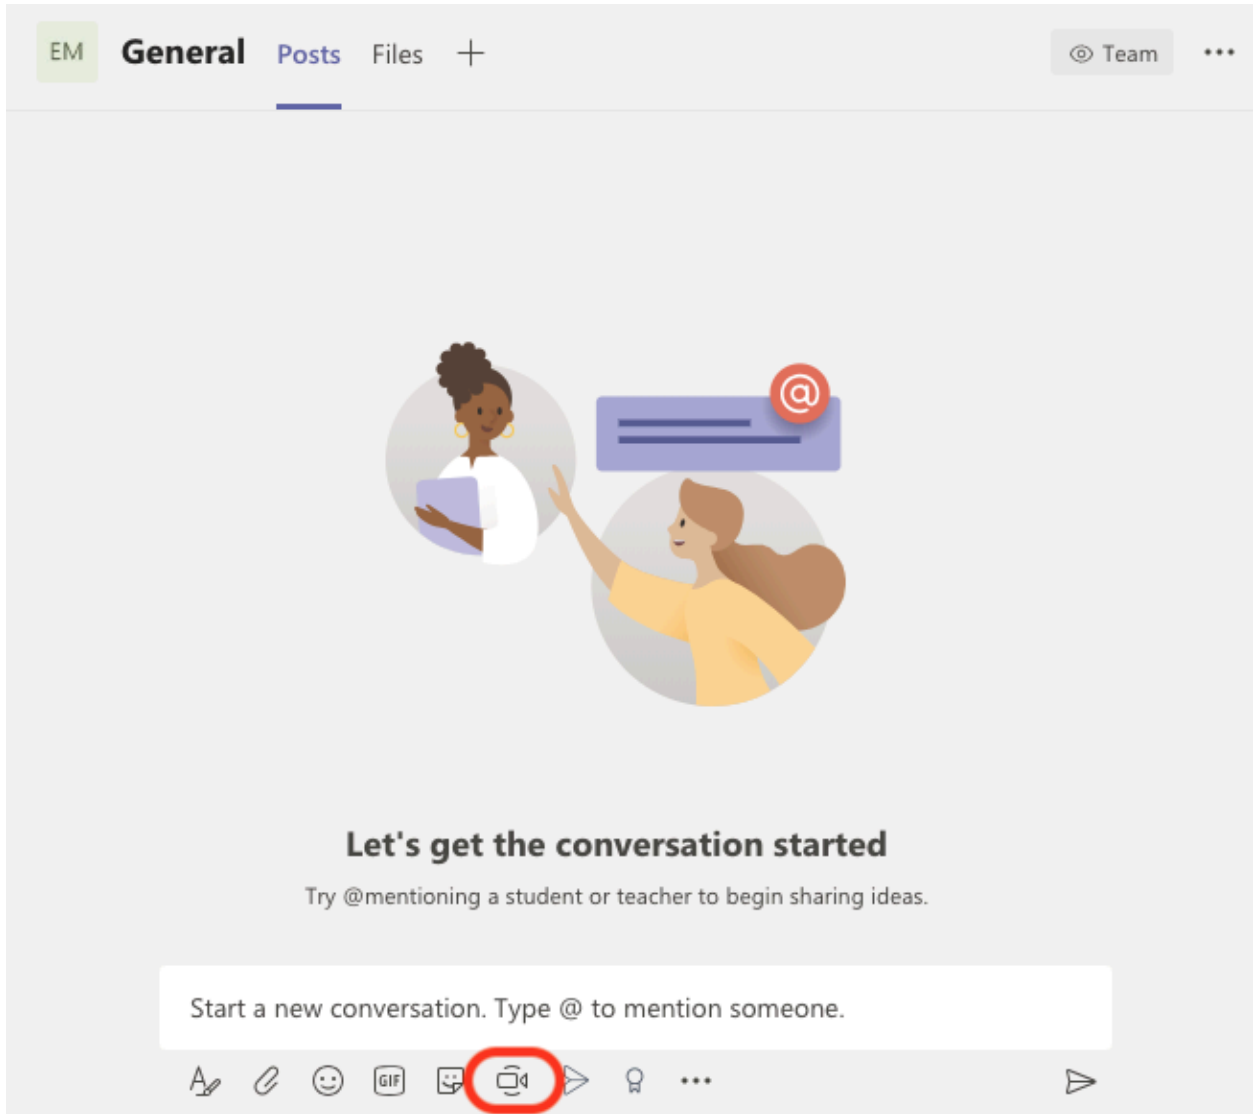 EM General Posts Files Team
@
Let's get the conversation started
Try @mentioning a student or teacher to begin sharing ideas.
Start a new conversation. Type @ to mention someone.
GIF